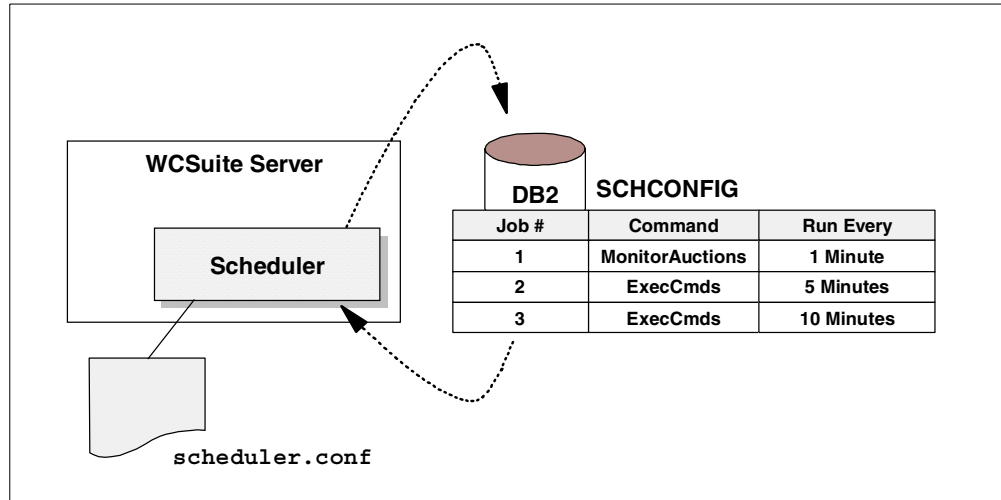 WCSuite Server
Scheduler
scheduler.conf
DB2
SCHCONFIG
Job # Command Run Every
1 MonitorAuctions 1 Minute
2 ExecCmds 5 Minutes
3 ExecCmds 10 Minutes